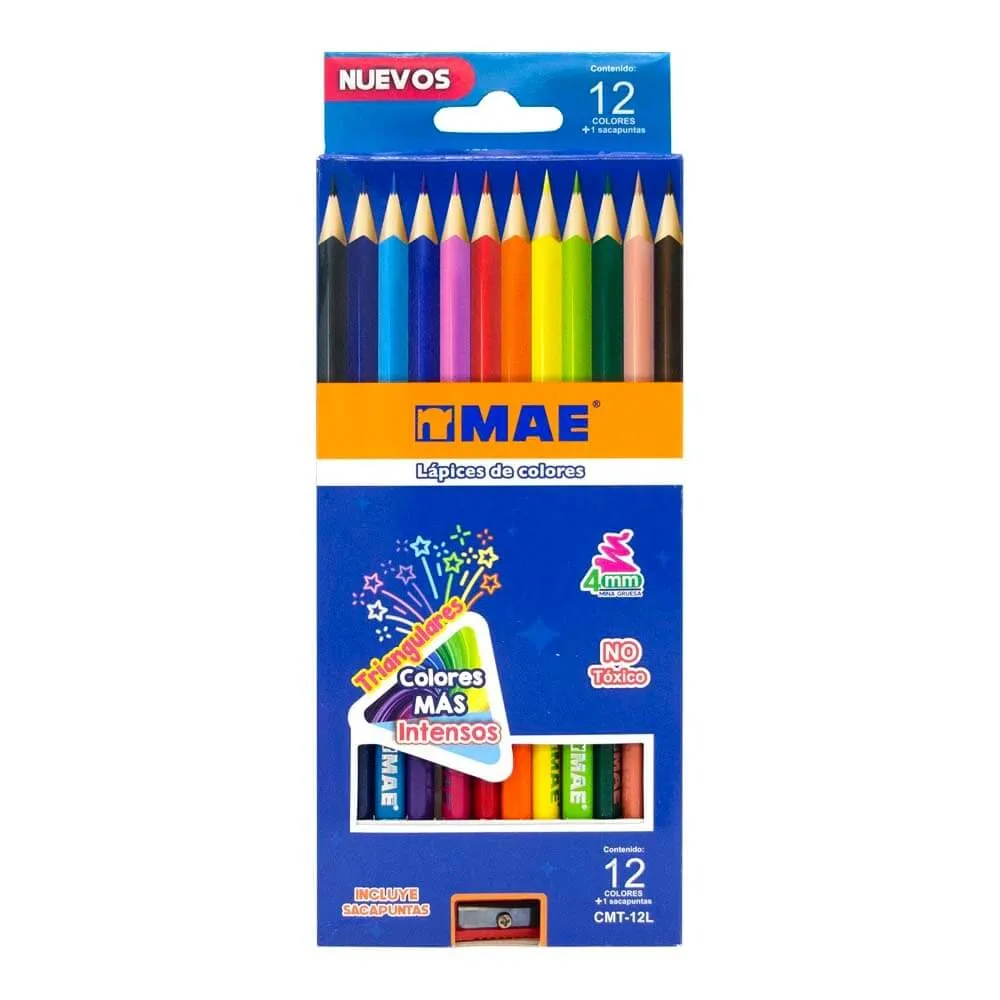 NUEVOS
Contenido:
12
COLORES
+1 sacapuntas
MAE®
Lápices de colores
4mm
MINA GRUESA
Triangulares
Colores
MÁS
Intensos
NO
Tóxico
MAE
MAE
MAE
Contenido:
12
COLORES
+1 sacapuntas
CMT-12L
INCLUYE
SACAPUNTAS